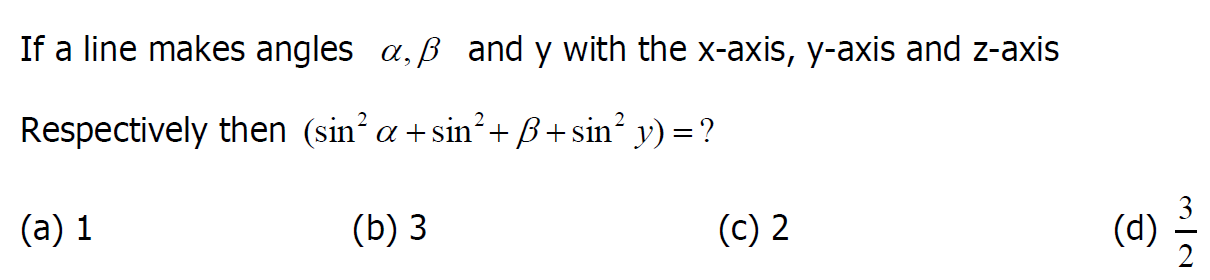 If a line makes angles α, β and y with the x-axis, y-axis and z-axis
Respectively then (sin² α + sin² + β + sin² y) = ?
(a) 1 (b) 3 (c) 2 (d) 3/2